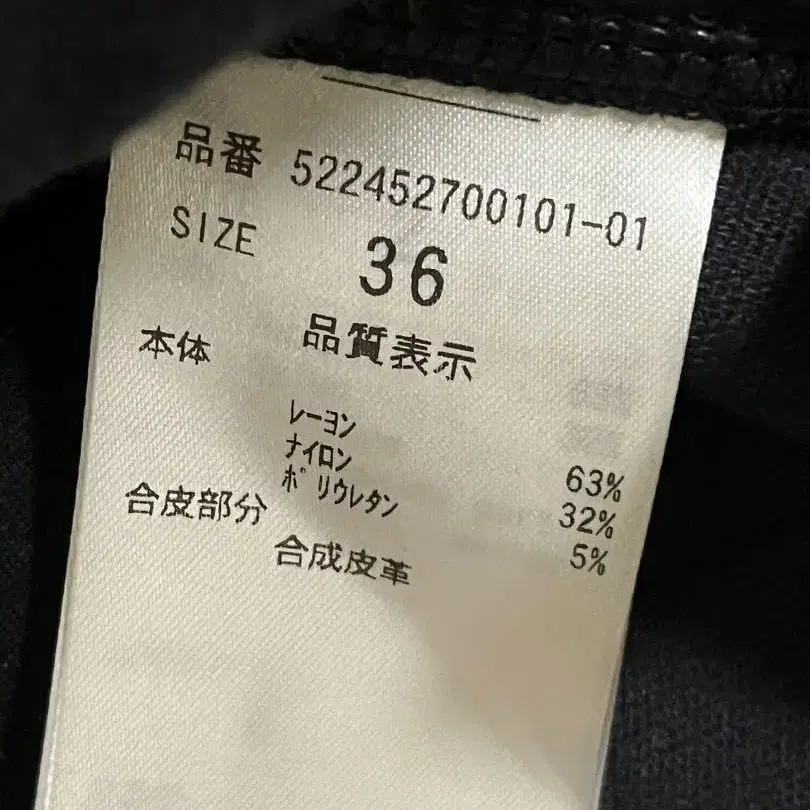 品番 522452700101-01
SIZE 36
品質表示
本体
レーヨン 63%
ナイロン 32%
ポリウレタン 5%
合皮部分
合成皮革